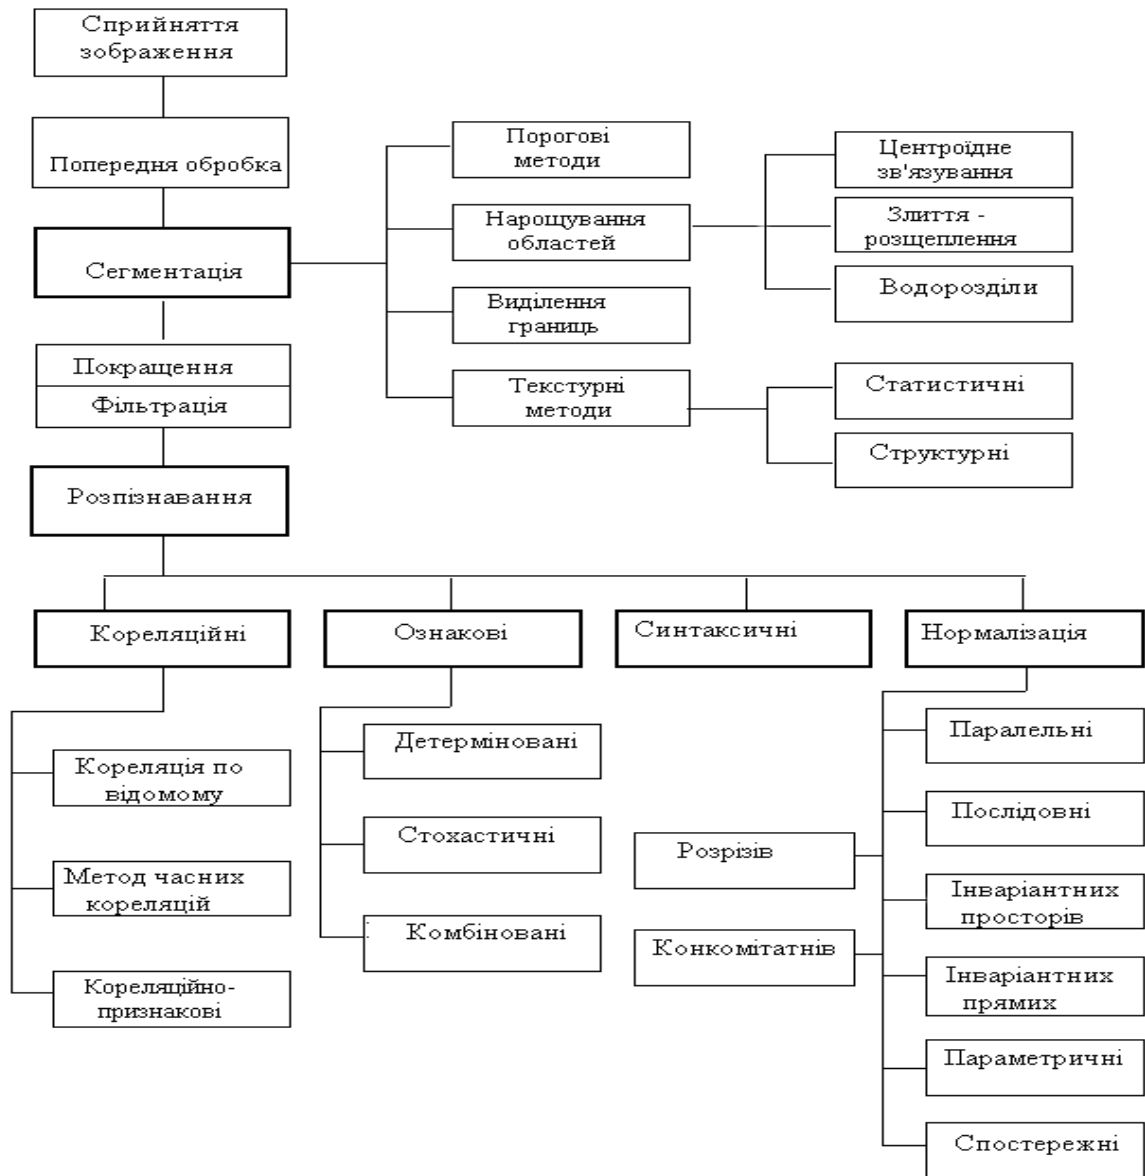 Сприйняття
зображення
Попередня обробка
Сегментація
Покращення
Фільтрація
Розпізнавання
Порогові
методи
Нарощування
областей
Виділення
границь
Текстурні
методи
Центроїдне
зв'язування
Злиття -
розщеплення
Водорозділи
Статистичні
Структурні
Кореляційні
Ознакові
Синтаксичні
Нормалізація
Кореляція по
відомому
Метод часних
кореляцій
Кореляційно-
признакові
Детерміновані
Стохастичні
Комбіновані
Розрізів
Конкомітатнів
Паралельні
Послідовні
Інваріантних
просторів
Інваріантних
прямих
Параметричні
Спостережні